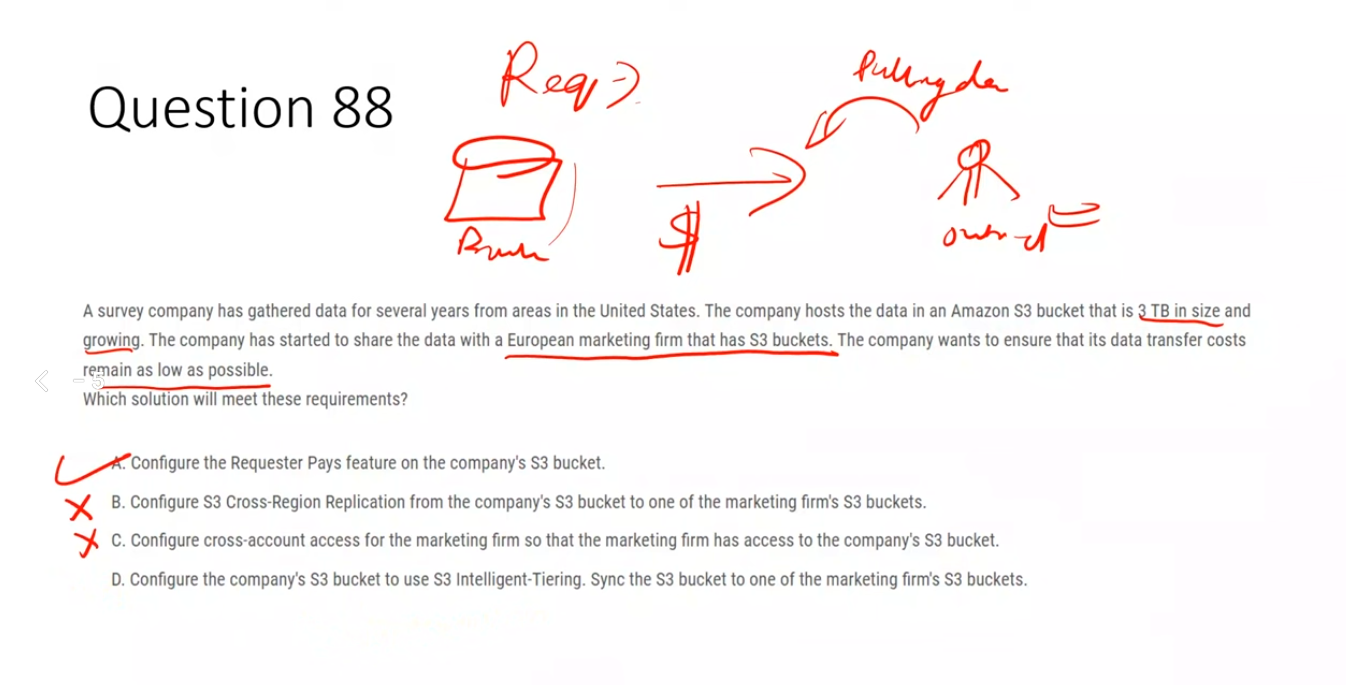 Question 88
Req
$
A survey company has gathered data for several years from areas in the United States. The company hosts the data in an Amazon S3 bucket that is 3 TB in size and
growing. The company has started to share the data with a European marketing firm that has S3 buckets. The company wants to ensure that its data transfer costs
remain as low as possible.
Which solution will meet these requirements?
A. Configure the Requester Pays feature on the company's S3 bucket.
B. Configure S3 Cross-Region Replication from the company's S3 bucket to one of the marketing firm's S3 buckets.
C. Configure cross-account access for the marketing firm so that the marketing firm has access to the company's S3 bucket.
D. Configure the company's S3 bucket to use S3 Intelligent-Tiering. Sync the S3 bucket to one of the marketing firm's S3 buckets.